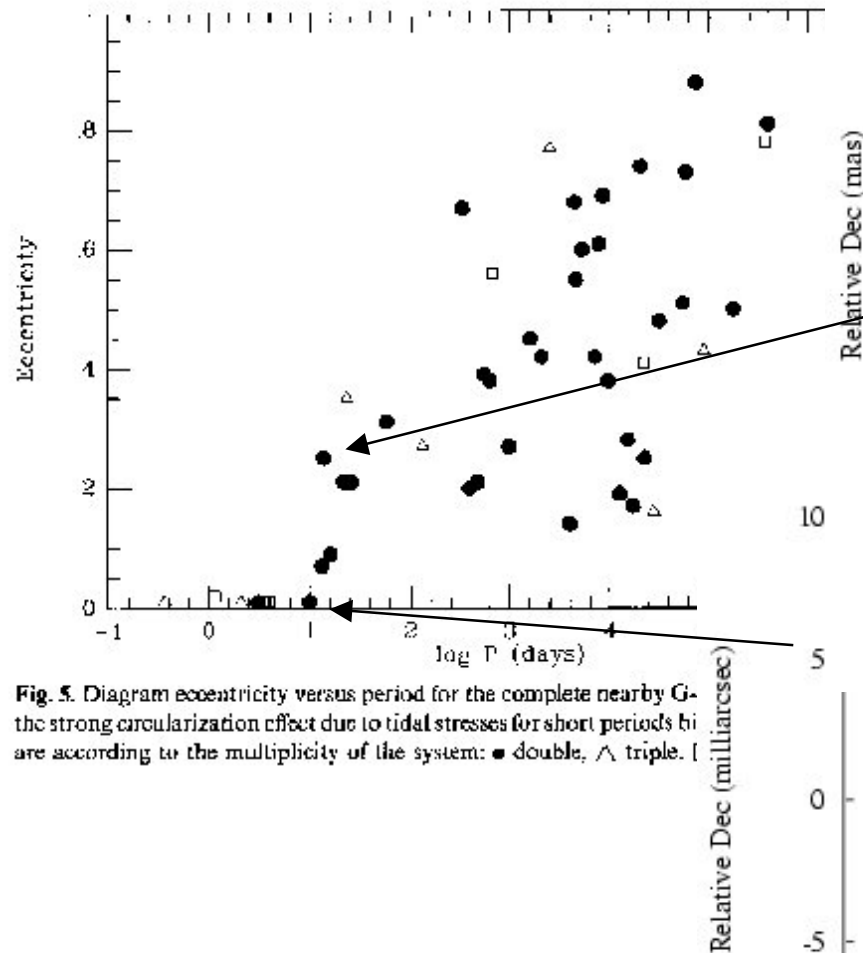 .8
.6
.4
.2
0
Eccentricity
-1 0 1 2 3 4
log P (days)
Fig. 5. Diagram eccentricity versus period for the complete nearby G-
the strong circularization effect due to tidal stresses for short periods bi
are according to the multiplicity of the system: ● double, △ triple. [
Relative Dec (mas)
10
5
Relative Dec (milliarcsec)
0
-5